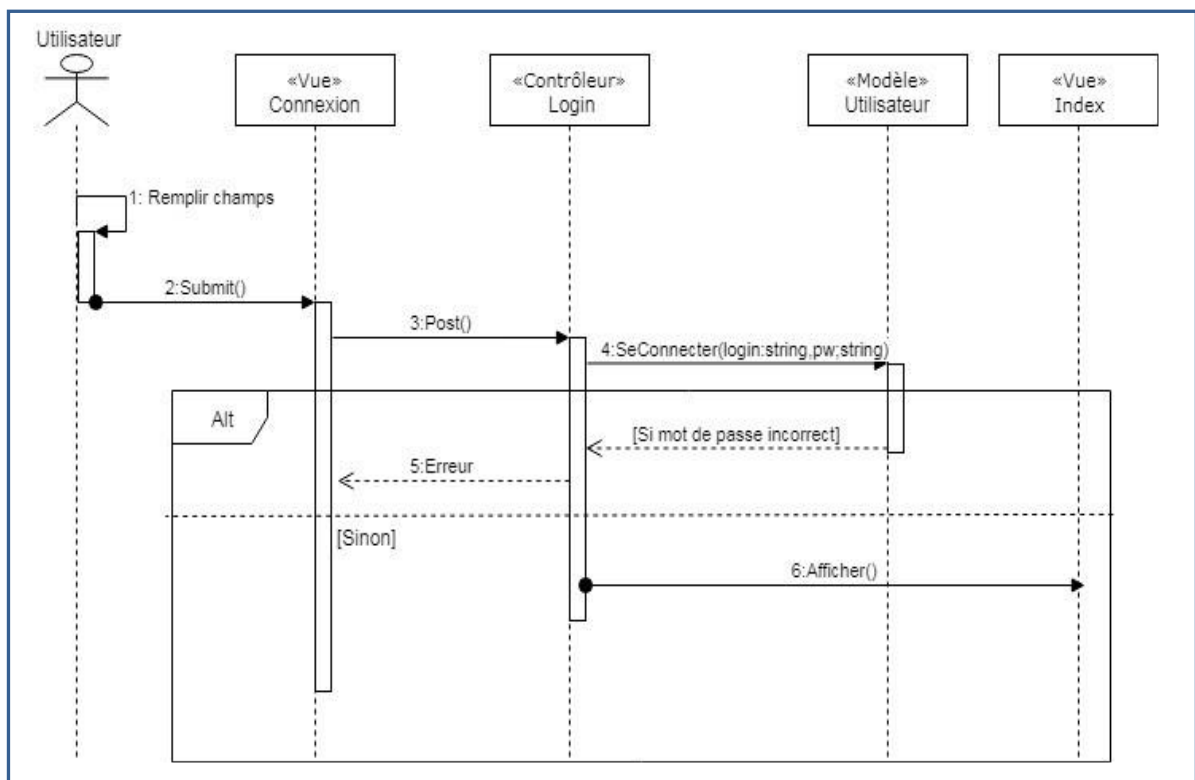 Utilisateur
«Vue»
Connexion
«Contrôleur»
Login
«Modèle»
Utilisateur
«Vue»
Index
1: Remplir champs
2:Submit()
3:Post()
4:SeConnecter(login:string,pw;string)
Alt
[Si mot de passe incorrect]
5:Erreur
[Sinon]
6:Afficher()